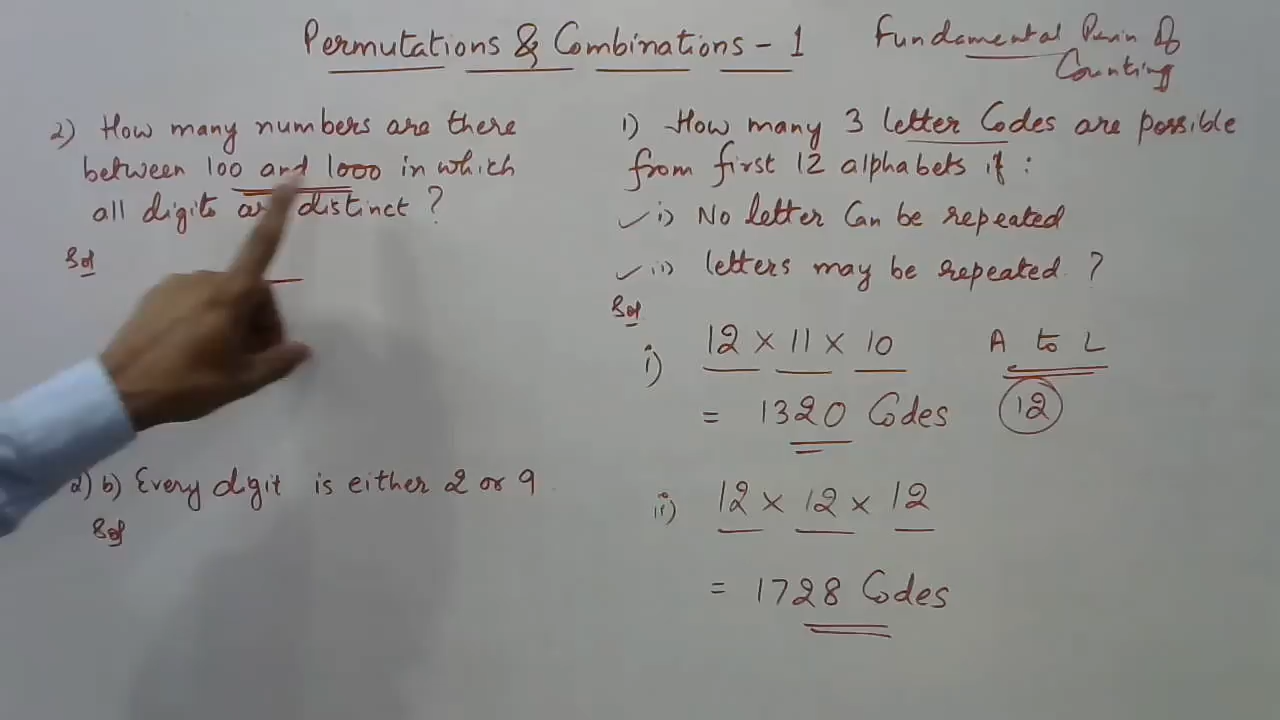 Permutations & Combinations - 1
Fundamental Prin Of
Counting
2) How many numbers are there
between 100 and 1000 in which
all digits are distinct ?
Sol
2) b) Every digit is either 2 or 9
Sol
1) How many 3 letter Codes are possible
from first 12 alphabets if :
✓ i) No letter Can be repeated
✓ ii) letters may be repeated ?
Sol
i) 12 × 11 × 10
A to L
= 1320 Codes
12
ii) 12 × 12 × 12
= 1728 Codes